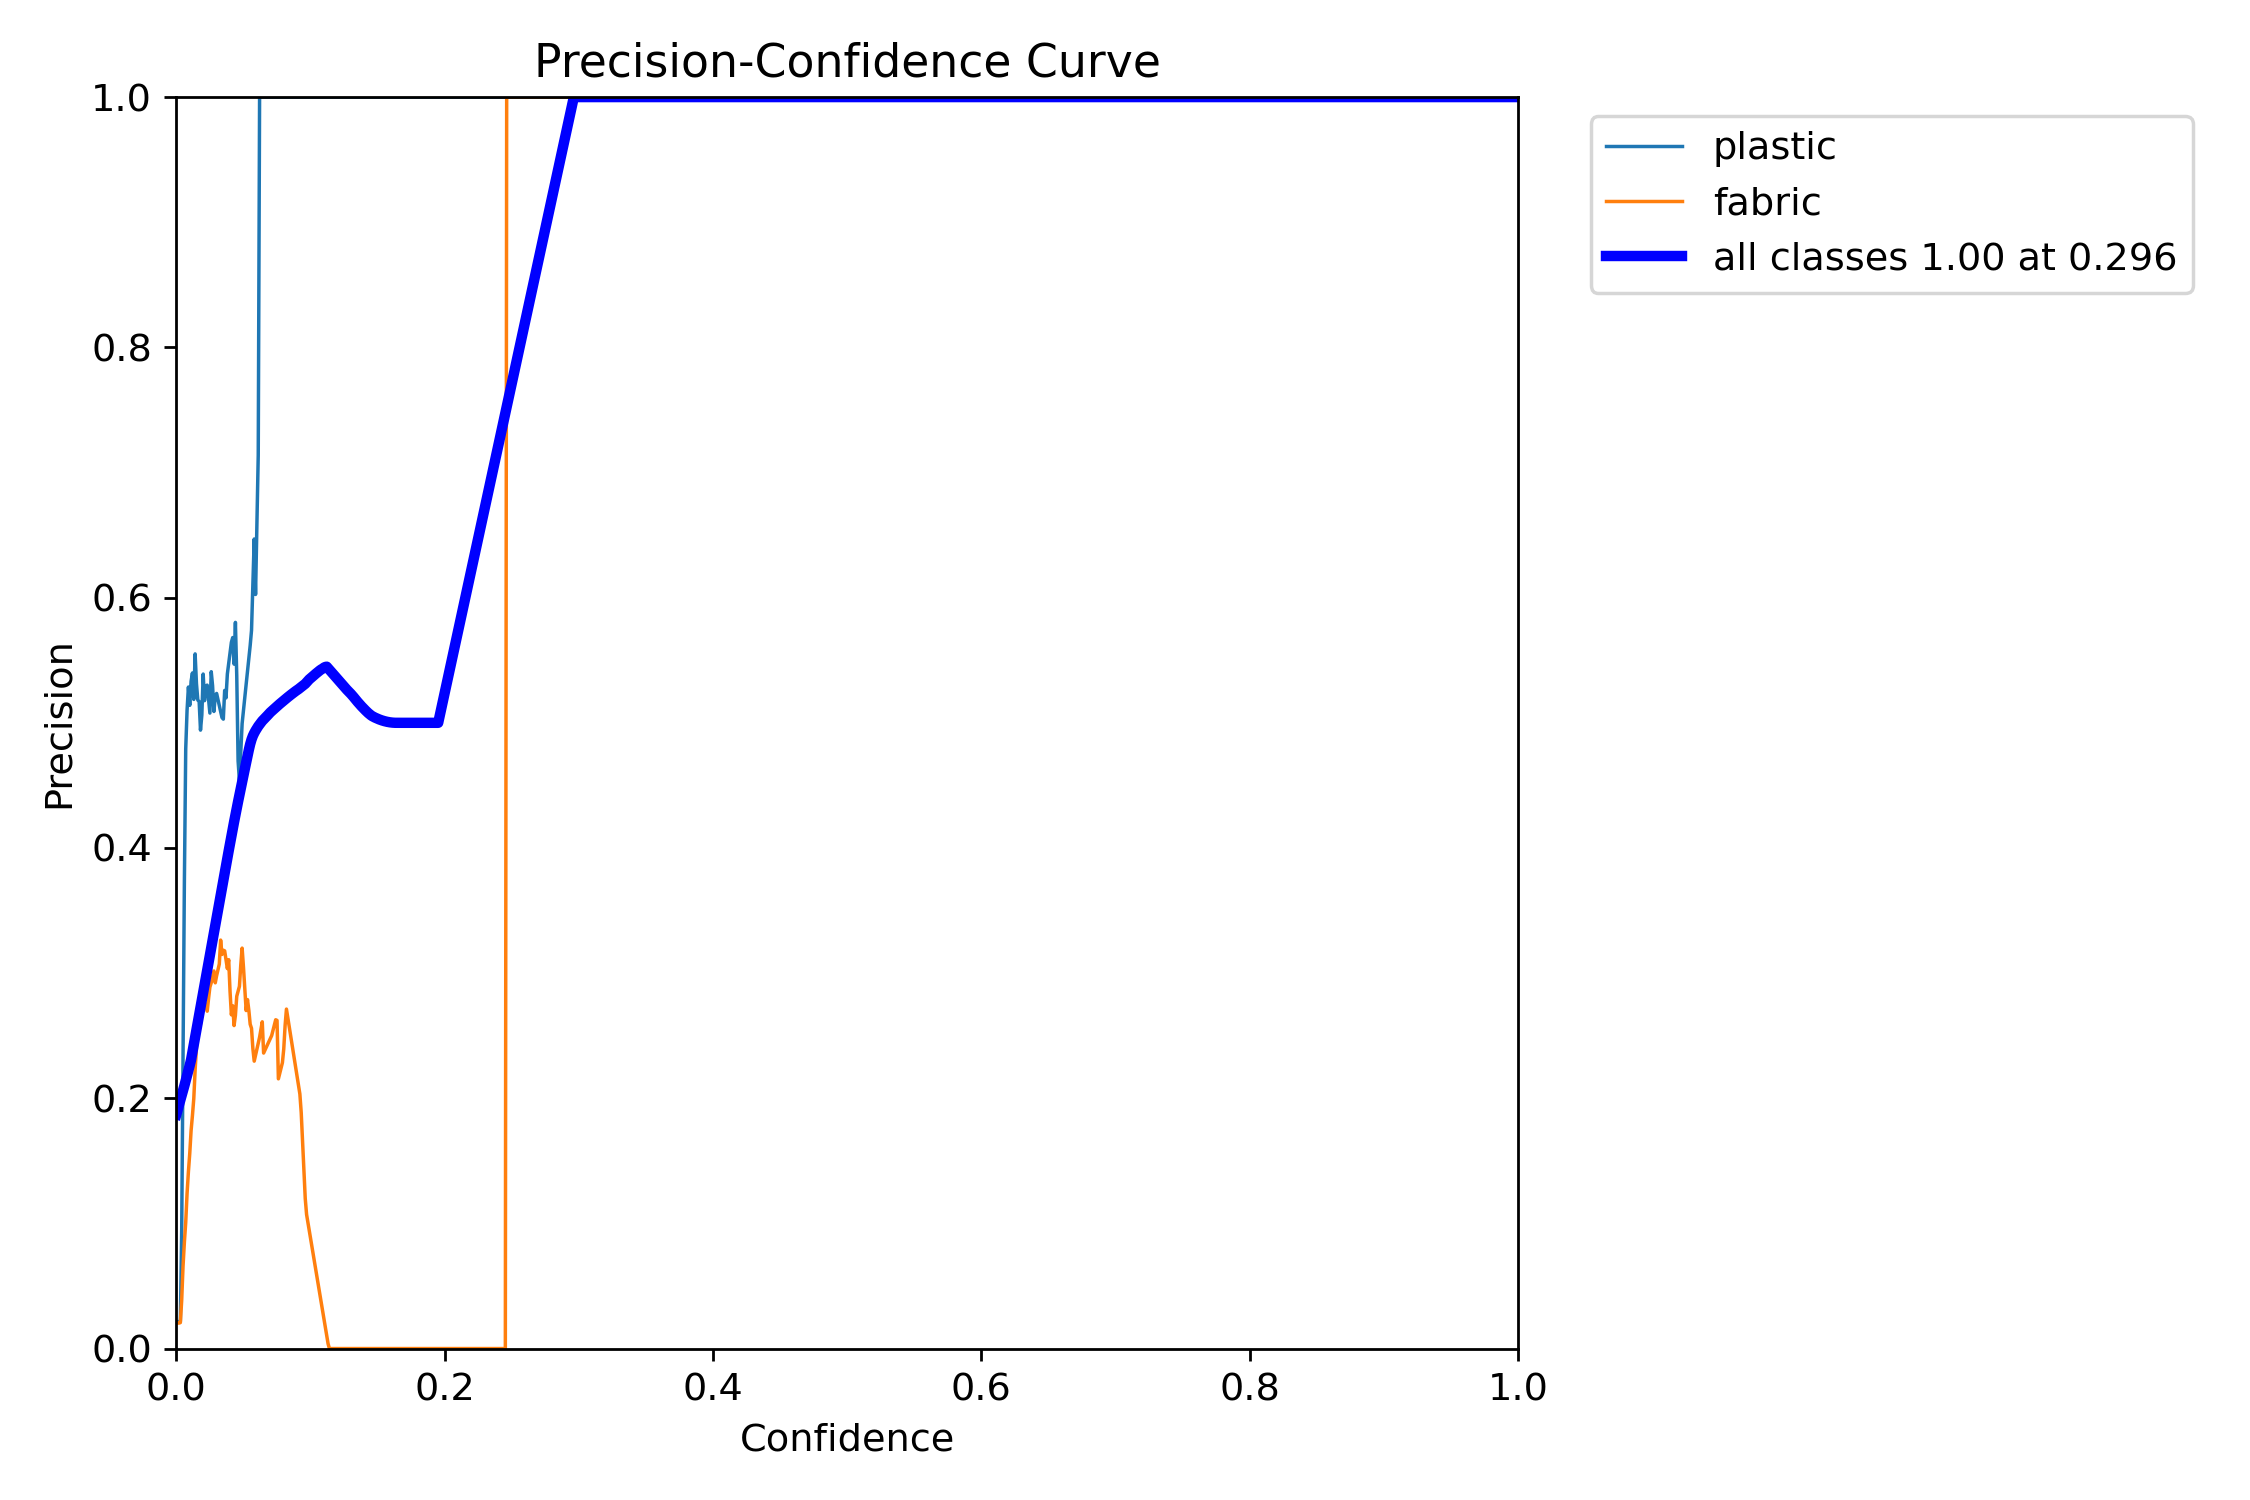 Precision-Confidence Curve
1.0
0.8
0.6
0.4
0.2
0.0
Precision
0.0 0.2 0.4 0.6 0.8 1.0
Confidence
plastic
fabric
all classes 1.00 at 0.296